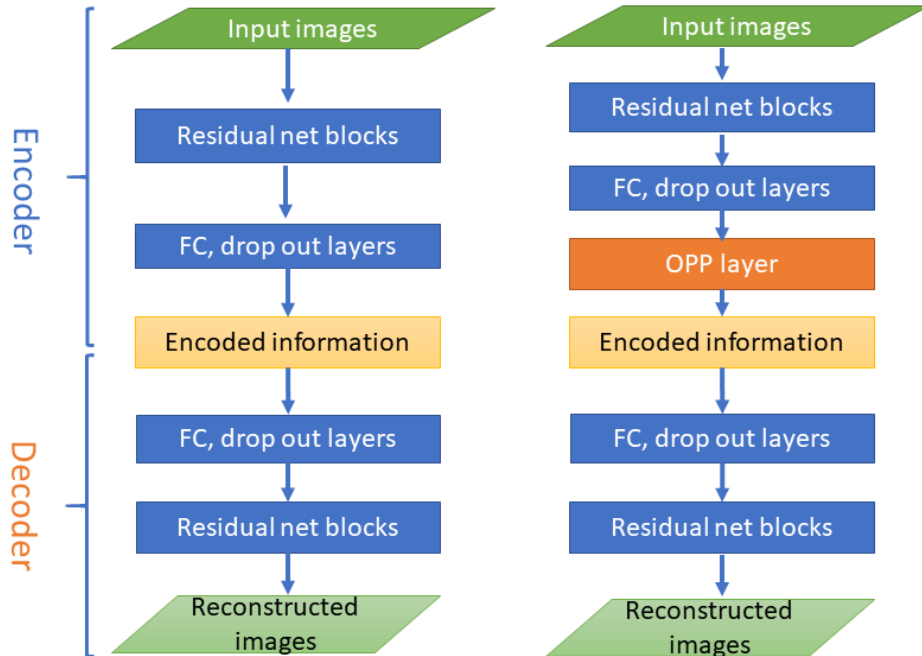 Encoder
Decoder
Input images
Residual net blocks
FC, drop out layers
Encoded information
FC, drop out layers
Residual net blocks
Reconstructed
images
Input images
Residual net blocks
FC, drop out layers
OPP layer
Encoded information
FC, drop out layers
Residual net blocks
Reconstructed
images